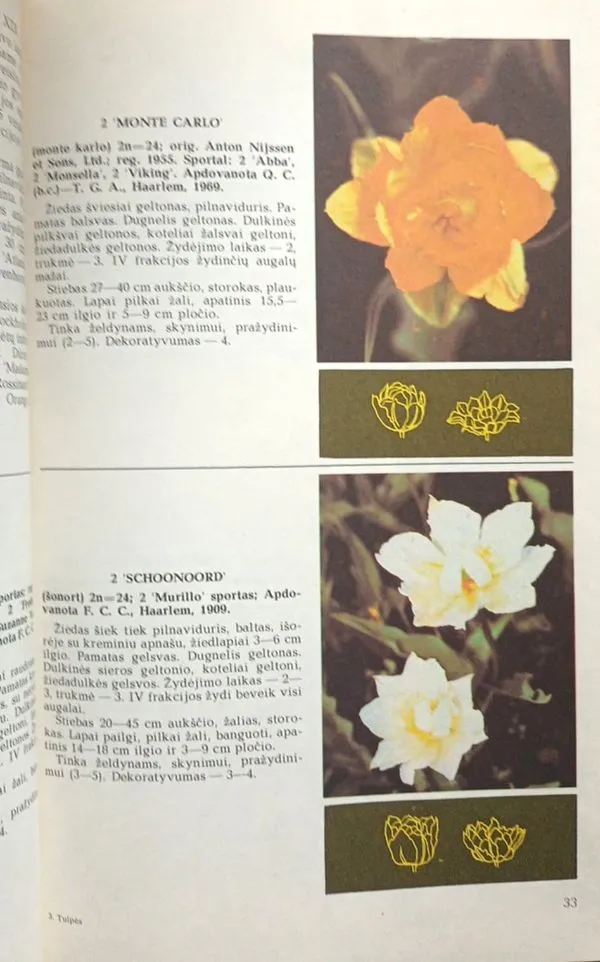 2 'MONTE CARLO'
(monte karlo) 2n=24; orig. Anton Nijssen
et Sons, Ltd.; reg. 1955. Sportai: 2 'Abba',
2 'Monsella', 2 'Viking'. Apdovanota Q. C.
(b.c.)—T. G. A., Haarlem, 1969.
Žiedas šviesiai geltonas, pilnaviduris. Pa-
matas balsvas. Dugnelis geltonas. Dulkinės
pilkšvai geltonos, koteliai žalsvai geltoni,
žiedadulkės geltonos. Žydėjimo laikas — 2,
trukmė — 3. IV frakcijos žydinčių augalų
mažai.
Stiebas 27—40 cm aukščio, storokas, plau-
kuotas. Lapai pilkai žali, apatinis 15,5—
23 cm ilgio ir 5—9 cm pločio.
Tinka želdynams, skynimui, pražydini-
mui (2—5). Dekoratyvumas — 4.
2 'SCHOONOORD'
(šonort) 2n=24; 2 'Murillo' sportas; Apdo-
vanota F. C. C., Haarlem, 1909.
Žiedas šiek tiek pilnaviduris, baltas, išo-
rėje su kreminiu apnašu, žiedlapiai 3—6 cm
ilgio. Pamatas gelsvas. Dugnelis geltonas.
Dulkinės sieros geltonio, koteliai geltoni,
žiedadulkės gelsvos. Žydėjimo laikas — 2—
3, trukmė — 3. IV frakcijos žydi beveik visi
augalai.
Stiebas 20—45 cm aukščio, žalias, storo-
kas. Lapai pailgi, pilkai žali, banguoti, apa-
tinis 14—18 cm ilgio ir 3—9 cm pločio.
Tinka želdynams, skynimui, pražydini-
mui (3—5). Dekoratyvumas — 3—4.
3. Tulpės
33